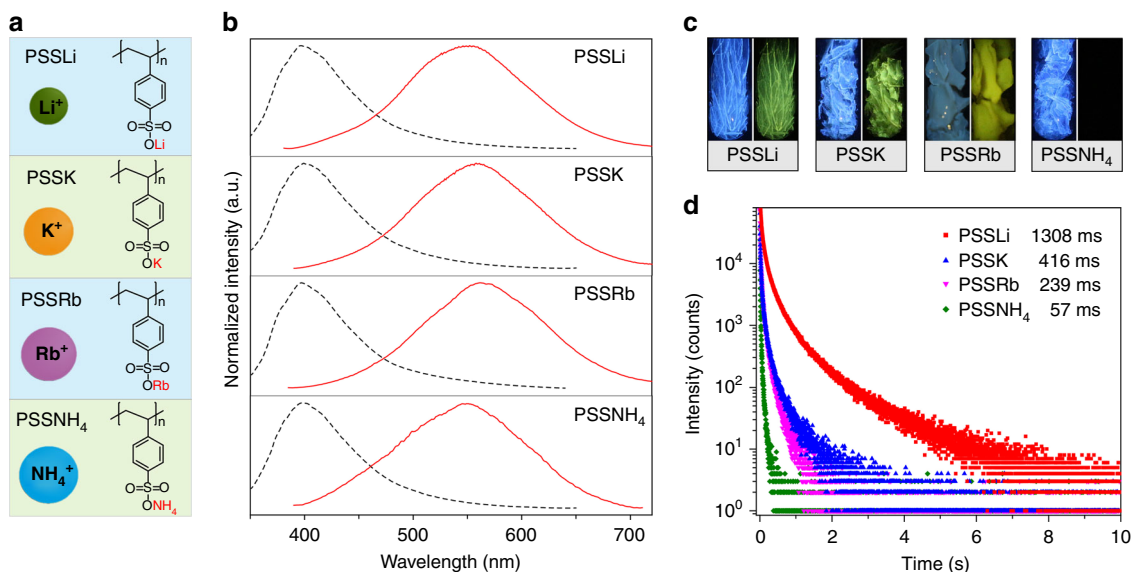 a
PSSLi
Li+
n
O
S
O
OLi
PSSK
K+
n
O
S
O
OK
PSSRb
Rb+
n
O
S
O
ORb
PSSNH4
NH4+
n
O
S
O
ONH4
b
Normalized intensity (a.u.)
PSSLi
PSSK
PSSRb
PSSNH4
400
500
600
700
Wavelength (nm)
c
PSSLi
PSSK
PSSRb
PSSNH4
d
Intensity (counts)
10^4
10^3
10^2
10^1
10^0
PSSLi 1308 ms
PSSK 416 ms
PSSRb 239 ms
PSSNH4 57 ms
0
2
4
6
8
10
Time (s)